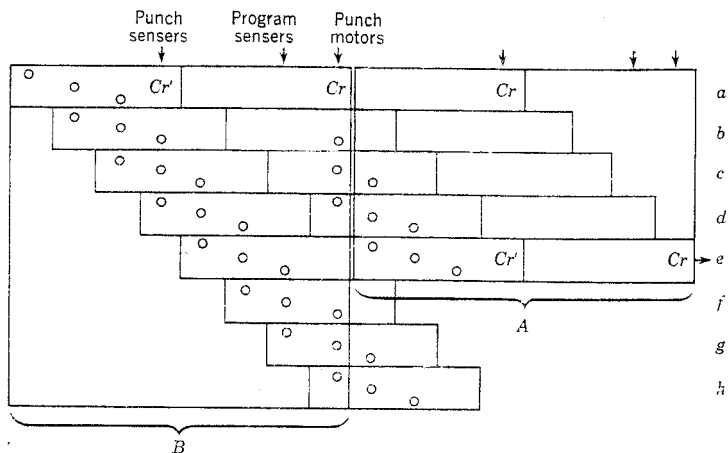 Punch sensers
Program sensers
Punch motors
Cr' Cr Cr a
b
c
d
Cr' Cr e
f
A
g
h
B